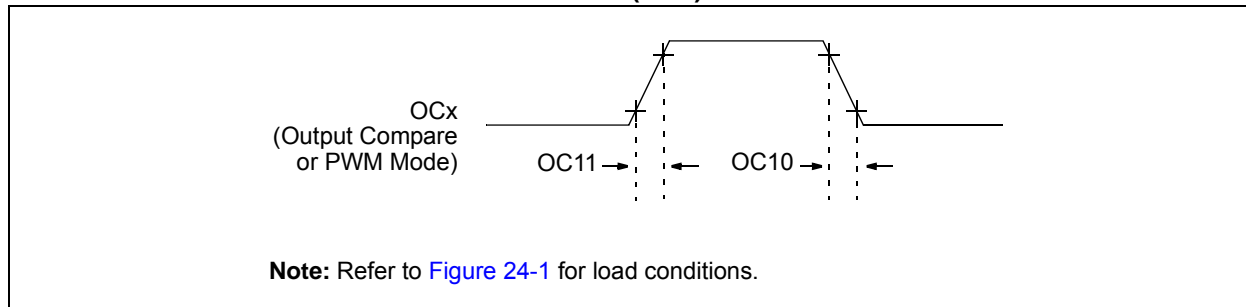 OCx
(Output Compare
or PWM Mode)
OC11
OC10
Note: Refer to Figure 24-1 for load conditions.